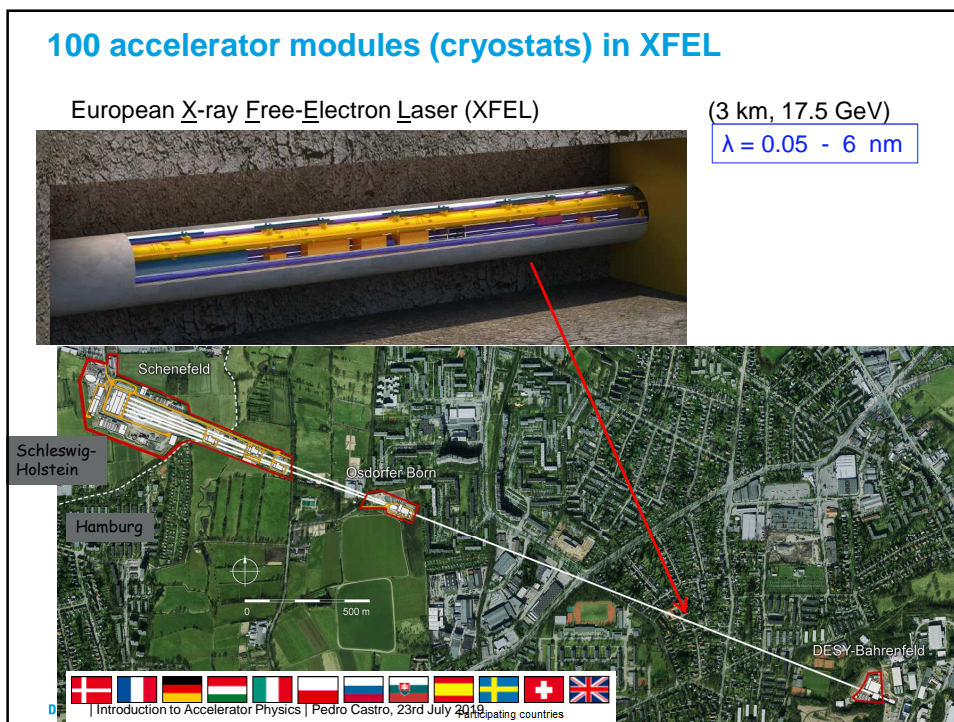 100 accelerator modules (cryostats) in XFEL
European X-ray Free-Electron Laser (XFEL)
(3 km, 17.5 GeV)
λ = 0.05 - 6 nm
Schenefeld
Schleswig-
Holstein
Osdorfer Born
Hamburg
0 500 m
DESY-Bahrenfeld
D
| Introduction to Accelerator Physics | Pedro Castro, 23rd July 2019
Participating countries